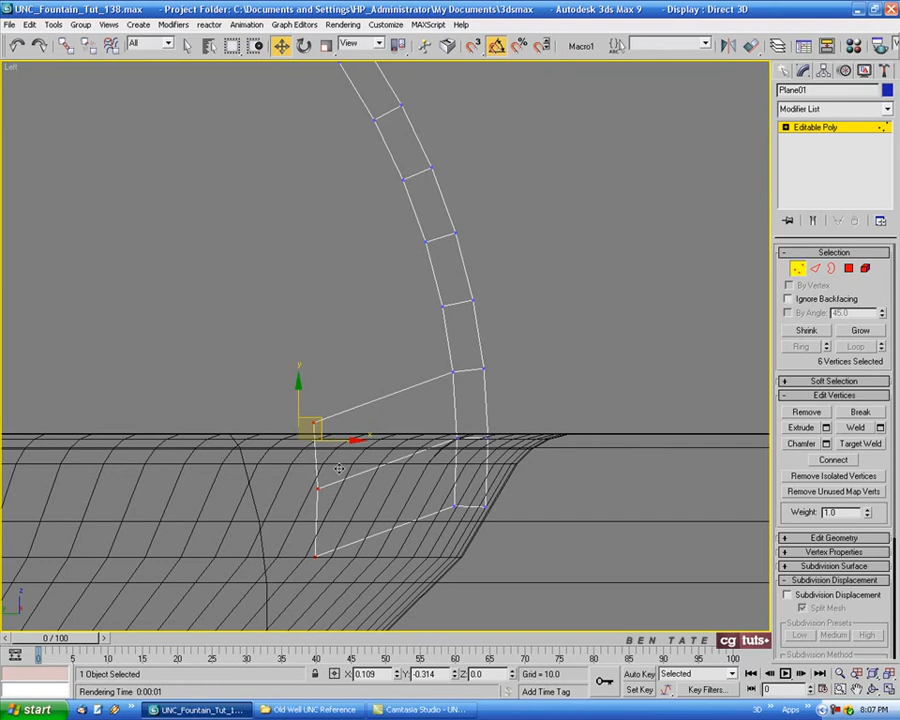 UNC_Fountain_Tut_138.max - Project Folder: C:\Documents and Settings\HP_Administrator\My Documents\3dsmax - Autodesk 3ds Max 9 - Display : Direct 3D
File Edit Tools Group Views Create Modifiers reactor Animation Graph Editors Rendering Customize MAXScript Help
All View Macro1
Left
Plane01
Modifier List
Editable Poly
Selection
By Vertex
Ignore Backfacing
By Angle: 45.0
Shrink Grow
Ring Loop
6 Vertices Selected
Soft Selection
Edit Vertices
Remove Break
Extrude Weld
Chamfer Target Weld
Connect
Remove Isolated Vertices
Remove Unused Map Verts
Weight: 1.0
Edit Geometry
Vertex Properties
Subdivision Surface
Subdivision Displacement
Subdivision Displacement
Split Mesh
Subdivision Presets
Low Medium High
Advanced
y
x
z
BEN TATE cg tuts+
0 / 100
0 5 10 15 20 25 30 35 40 45 50 55 60 65 70 75 80 85 90 95 100
1 Object Selected X: 0.109 Y: -0.314 Z: 0.0 Grid = 10.0 Auto Key Selected
Rendering Time 0:00:01 Add Time Tag Set Key Key Filters... 0
start UNC_Fountain_Tut_1... Old Well UNC Reference Camtasia Studio - UN... 3D Apps 8:07 PM